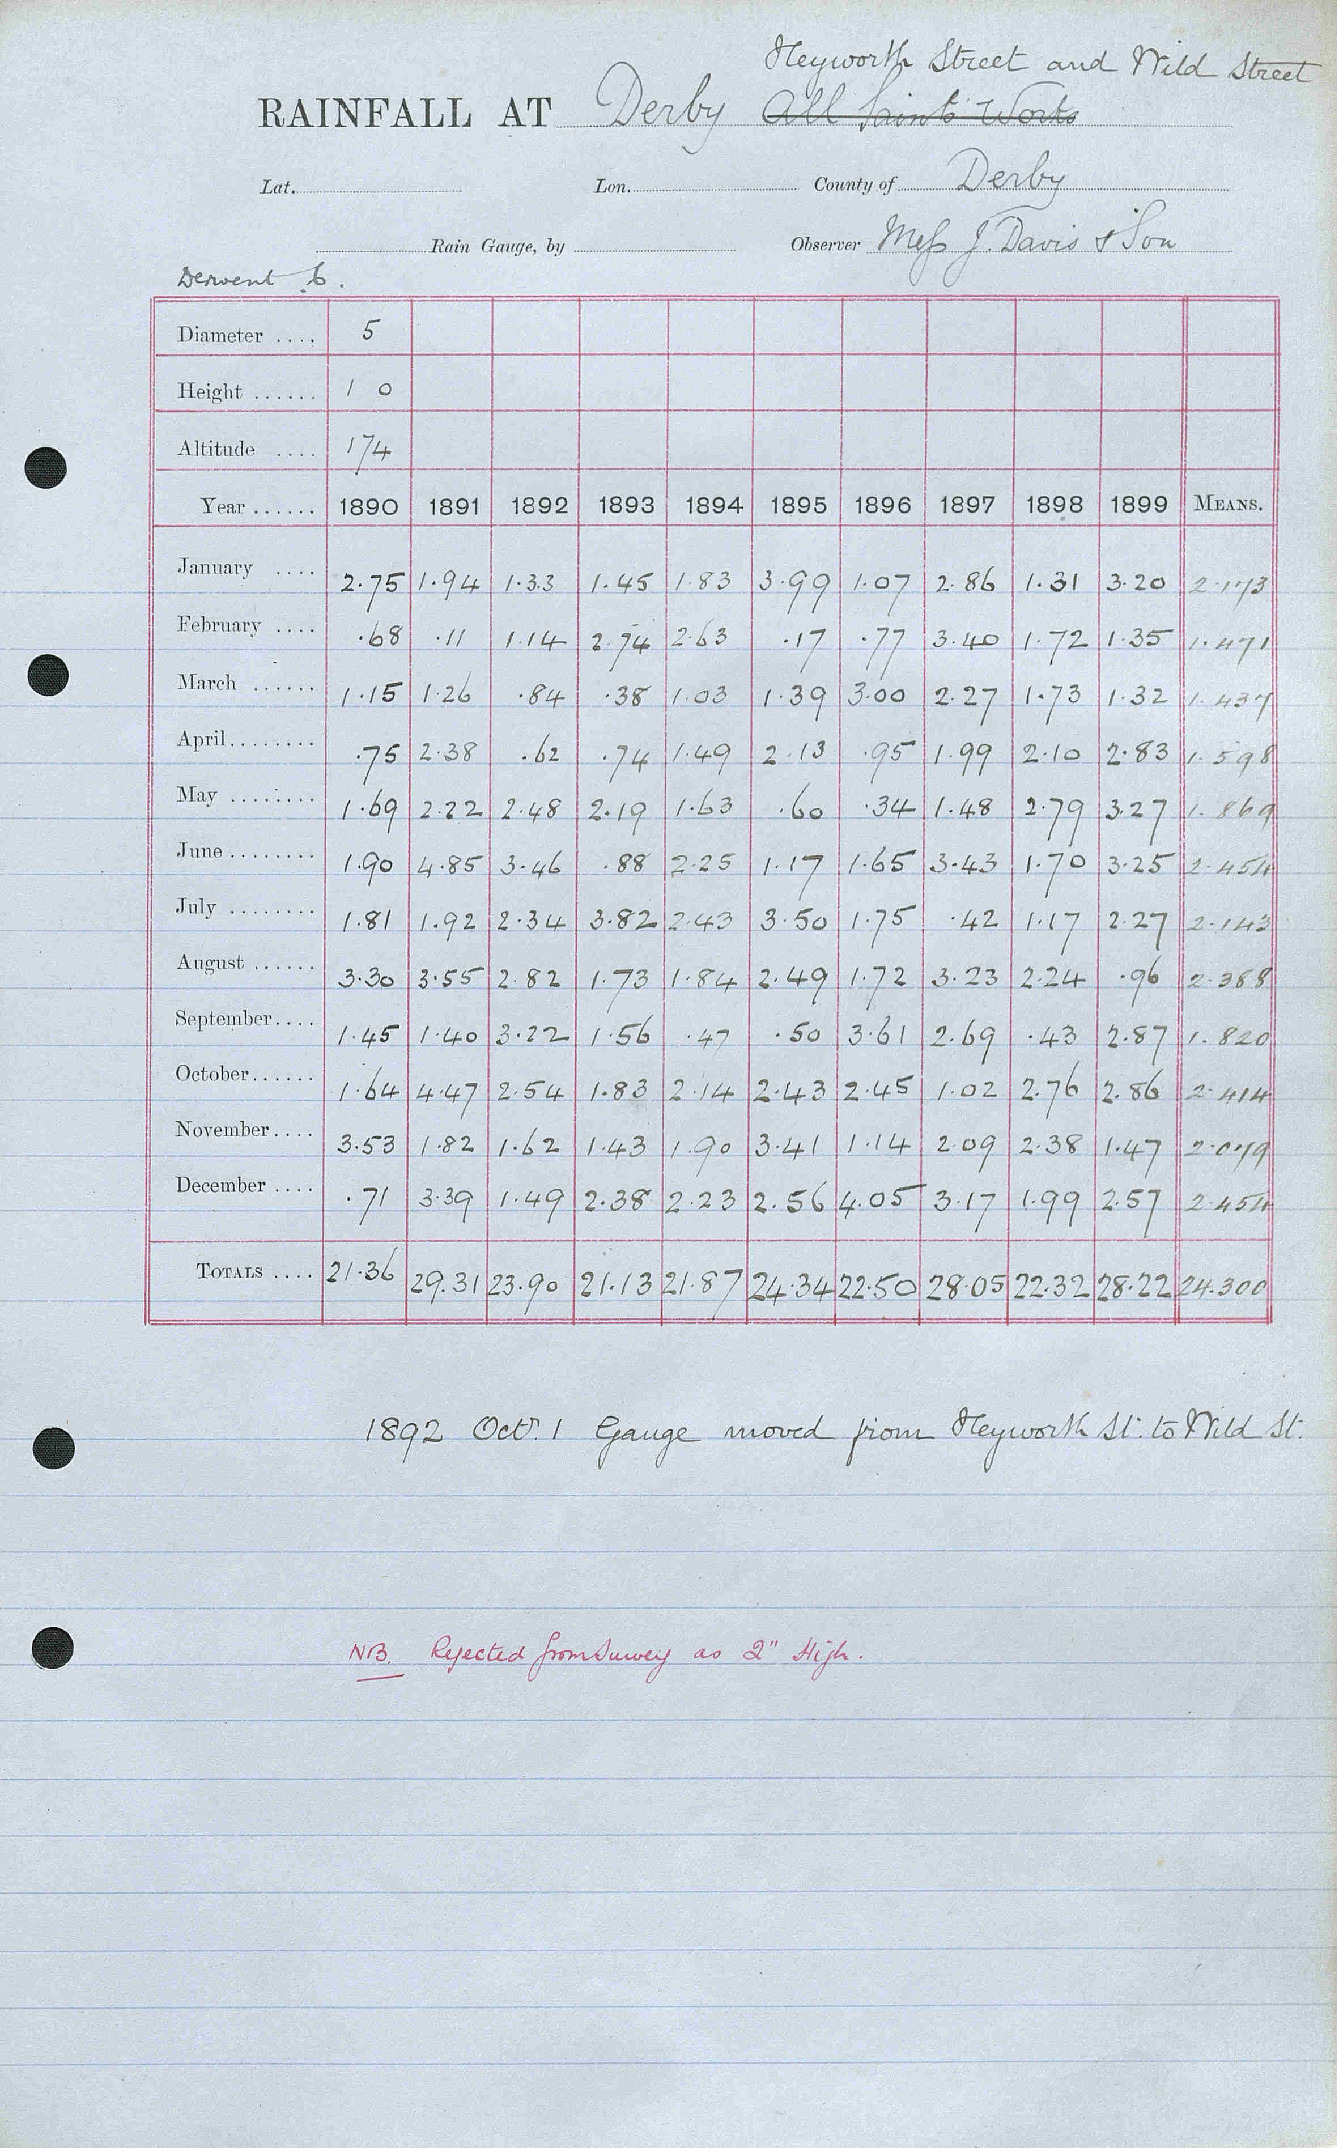 Heyworth Street and Wild Street
RAINFALL AT Derby All Saints Works
Lat. Lon. County of Derby
Rain Gauge, by Observer Mess J. Davis & Son
Derwent 6.
Diameter .... 5
Height ...... 1 0
Altitude .... 174
Year ...... 1890 1891 1892 1893 1894 1895 1896 1897 1898 1899 MEANS.
January .... 2.75 1.94 1.33 1.45 1.83 3.99 1.07 2.86 1.31 3.20 2.173
February .... .68 .11 1.14 2.74 2.63 .17 .77 3.40 1.72 1.35 1.471
March ...... 1.15 1.26 .84 .38 1.03 1.39 3.00 2.27 1.73 1.32 1.437
April........ .75 2.38 .62 .74 1.49 2.13 .95 1.99 2.10 2.83 1.598
May ........ 1.69 2.22 2.48 2.19 1.63 .60 .34 1.48 2.79 3.27 1.869
June ........ 1.90 4.85 3.46 .88 2.25 1.17 1.65 3.43 1.70 3.25 2.454
July ........ 1.81 1.92 2.34 3.82 2.43 3.50 1.75 .42 1.17 2.27 2.143
August ...... 3.30 3.55 2.82 1.73 1.84 2.49 1.72 3.23 2.24 .96 2.388
September.... 1.45 1.40 3.22 1.56 .47 .50 3.61 2.69 .43 2.87 1.820
October...... 1.64 4.47 2.54 1.83 2.14 2.43 2.45 1.02 2.76 2.86 2.414
November.... 3.53 1.82 1.62 1.43 1.90 3.41 1.14 2.09 2.38 1.47 2.079
December .... .71 3.39 1.49 2.38 2.23 2.56 4.05 3.17 1.99 2.57 2.454
TOTALS .... 21.36 29.31 23.90 21.13 21.87 24.34 22.50 28.05 22.32 28.22 24.300
1892 Octr. 1 Gauge moved from Heyworth St. to Wild St.
NB. Rejected from Survey as 2" High.